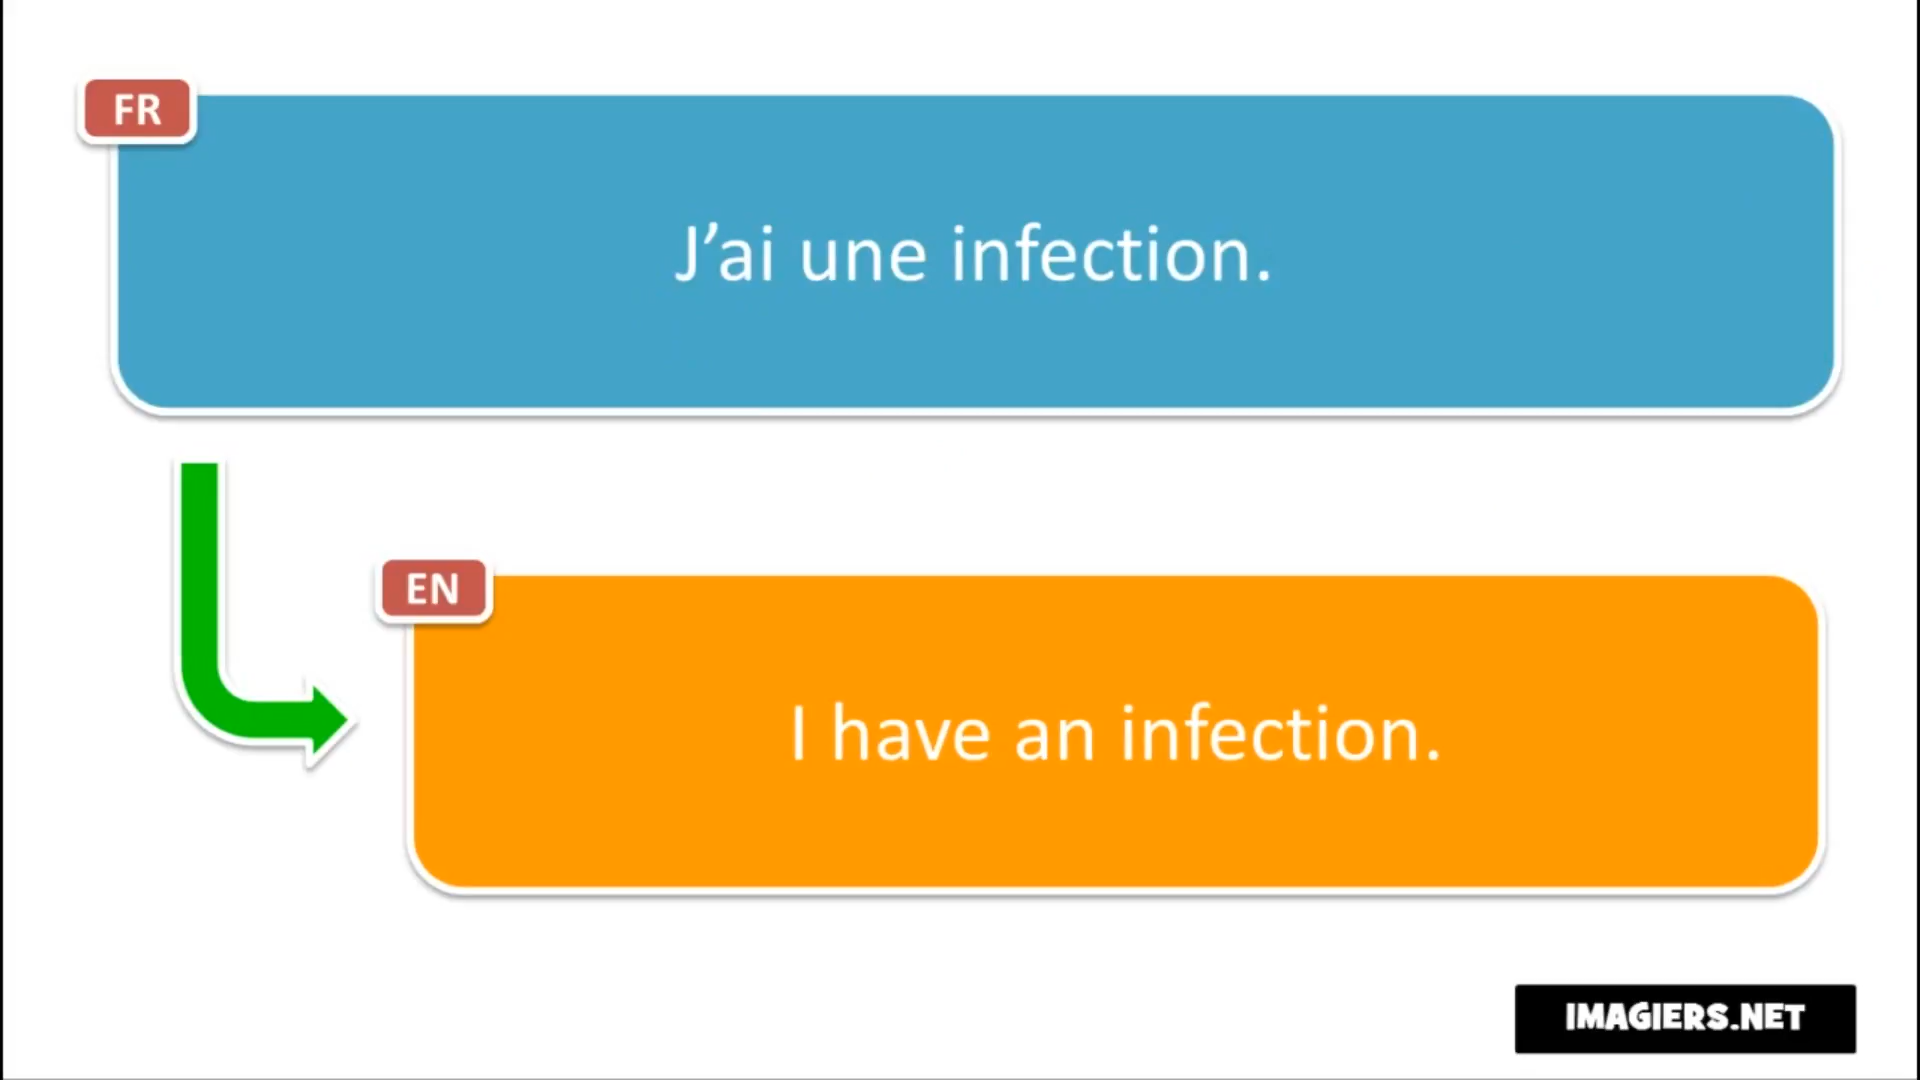 FR
J’ai une infection.
EN
I have an infection.
IMAGIERS.NET